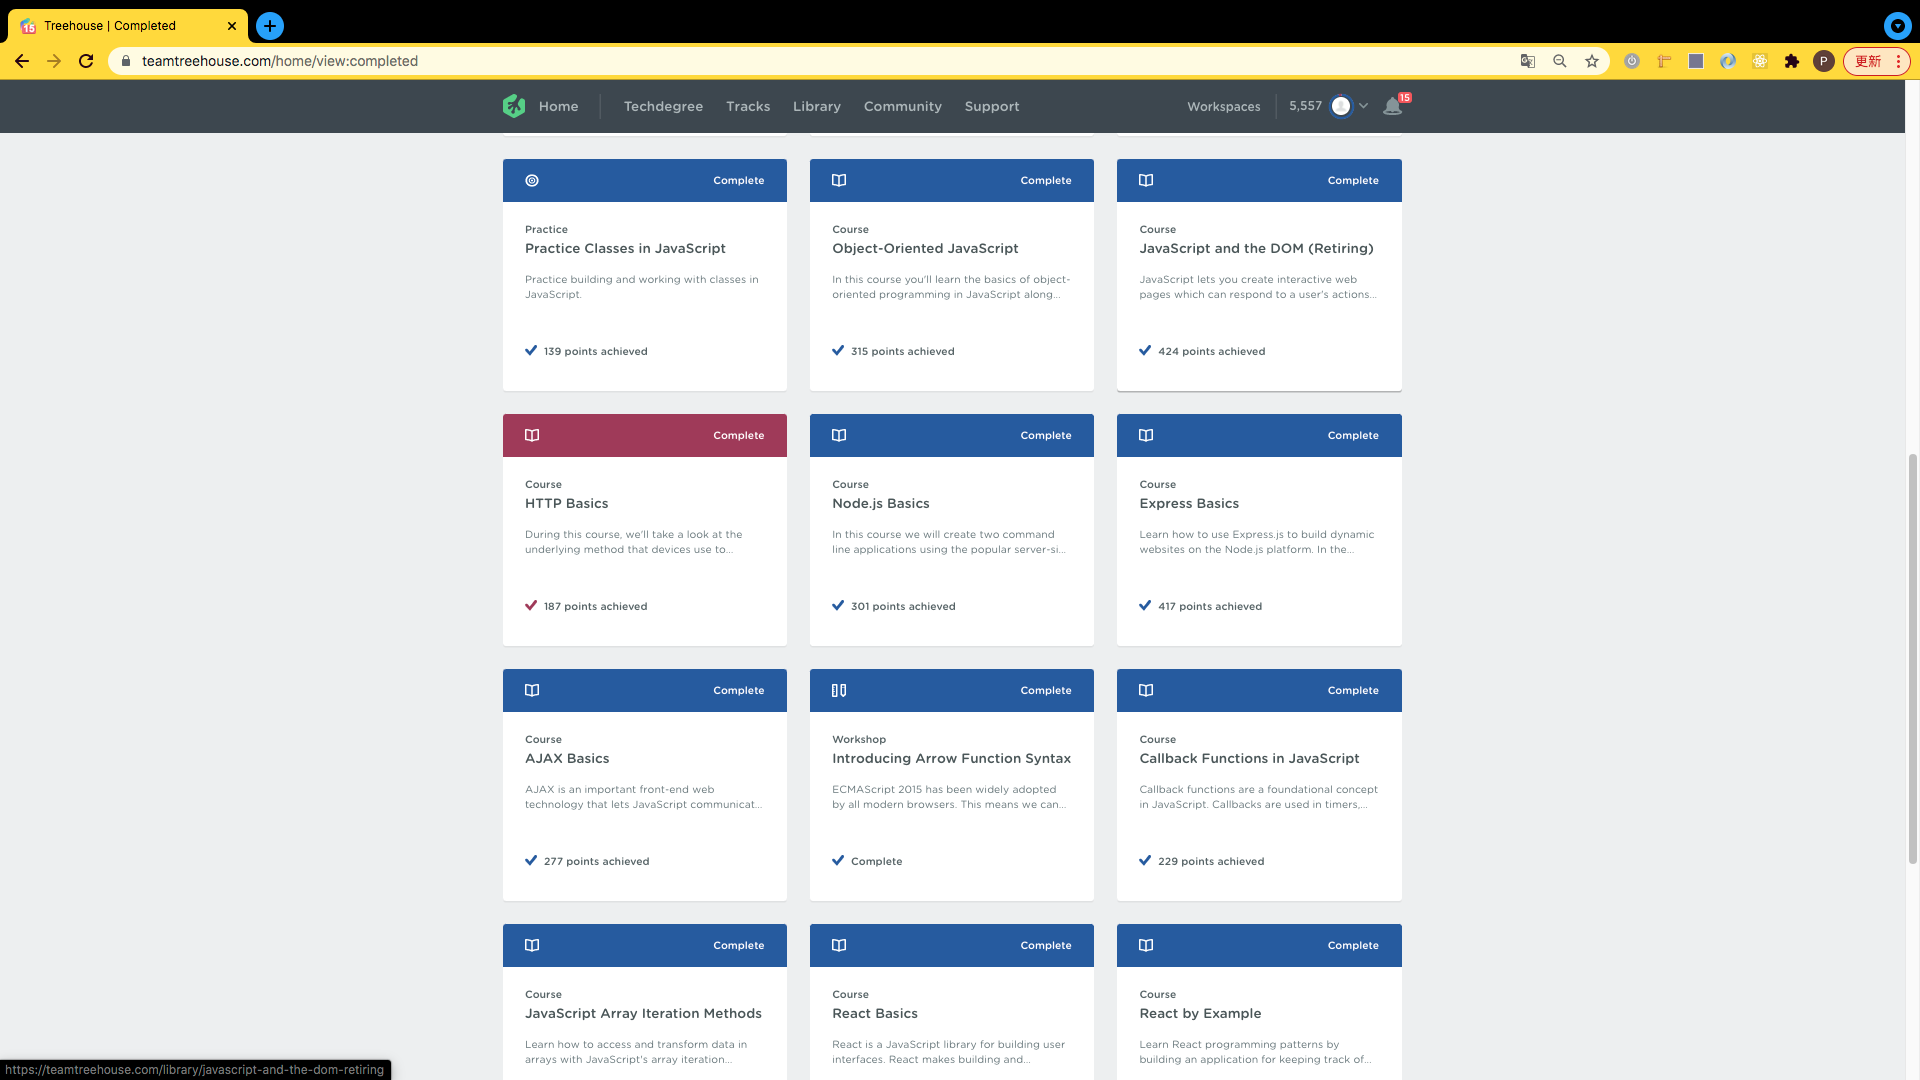 Treehouse | Completed
teamtreehouse.com/home/view:completed
P
更新
Home
Techdegree
Tracks
Library
Community
Support
Workspaces
5,557
15
Complete
Practice
Practice Classes in JavaScript
Practice building and working with classes in
JavaScript.
139 points achieved
Complete
Course
Object-Oriented JavaScript
In this course you'll learn the basics of object-
oriented programming in JavaScript along...
315 points achieved
Complete
Course
JavaScript and the DOM (Retiring)
JavaScript lets you create interactive web
pages which can respond to a user's actions...
424 points achieved
Complete
Course
HTTP Basics
During this course, we'll take a look at the
underlying method that devices use to...
187 points achieved
Complete
Course
Node.js Basics
In this course we will create two command
line applications using the popular server-si...
301 points achieved
Complete
Course
Express Basics
Learn how to use Express.js to build dynamic
websites on the Node.js platform. In the...
417 points achieved
Complete
Course
AJAX Basics
AJAX is an important front-end web
technology that lets JavaScript communicat...
277 points achieved
Complete
Workshop
Introducing Arrow Function Syntax
ECMAScript 2015 has been widely adopted
by all modern browsers. This means we can...
Complete
Complete
Course
Callback Functions in JavaScript
Callback functions are a foundational concept
in JavaScript. Callbacks are used in timers,...
229 points achieved
Complete
Course
JavaScript Array Iteration Methods
Learn how to access and transform data in
arrays with JavaScript's array iteration...
Complete
Course
React Basics
React is a JavaScript library for building user
interfaces. React makes building and...
Complete
Course
React by Example
Learn React programming patterns by
building an application for keeping track of...
https://teamtreehouse.com/library/javascript-and-the-dom-retiring